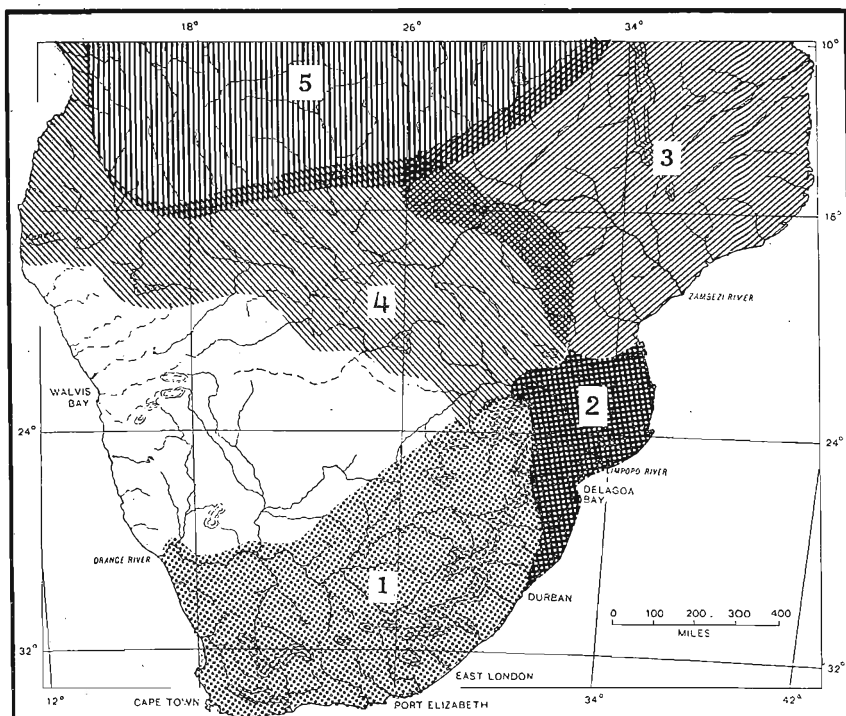 18° 26° 34°
10°
5
3
16°
4
ZAMBEZI RIVER
WALVIS
BAY
2
24° 24°
LIMPOPO RIVER
DELAGOA
BAY
ORANGE RIVER
1
DURBAN
0 100 200 300 400
MILES
32° 32°
EAST LONDON
12° CAPE TOWN PORT ELIZABETH 34° 42°